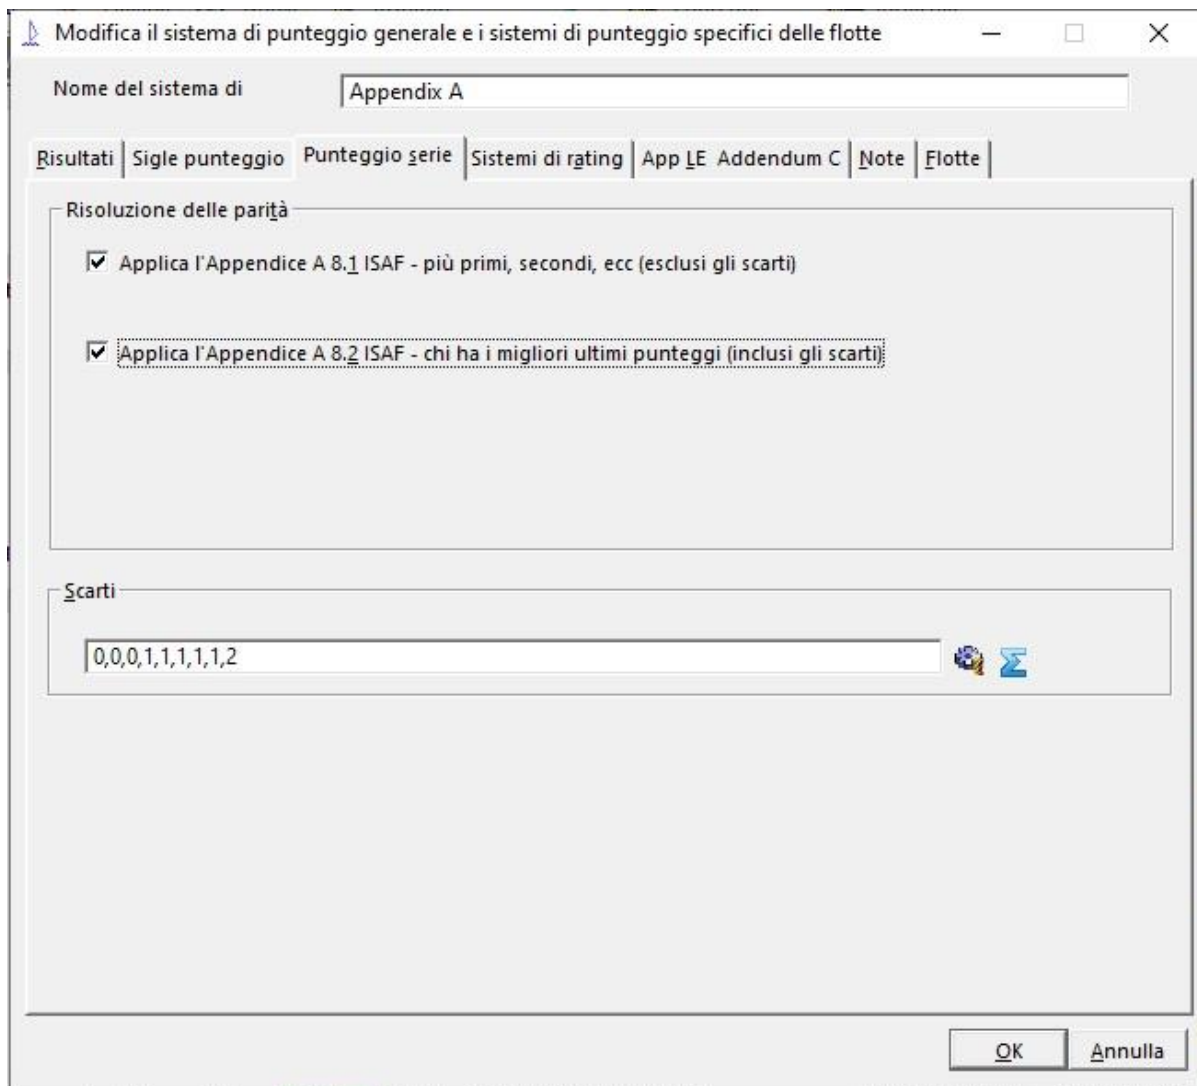 Modifica il sistema di punteggio generale e i sistemi di punteggio specifici delle flotte
Nome del sistema di Appendix A
Risultati Sigle punteggio Punteggio serie Sistemi di rating App LE Addendum C Note Flotte
Risoluzione delle parità
Applica l'Appendice A 8.1 ISAF - più primi, secondi, ecc (esclusi gli scarti)
Applica l'Appendice A 8.2 ISAF - chi ha i migliori ultimi punteggi (inclusi gli scarti)
Scarti
0,0,0,1,1,1,1,1,2
OK Annulla